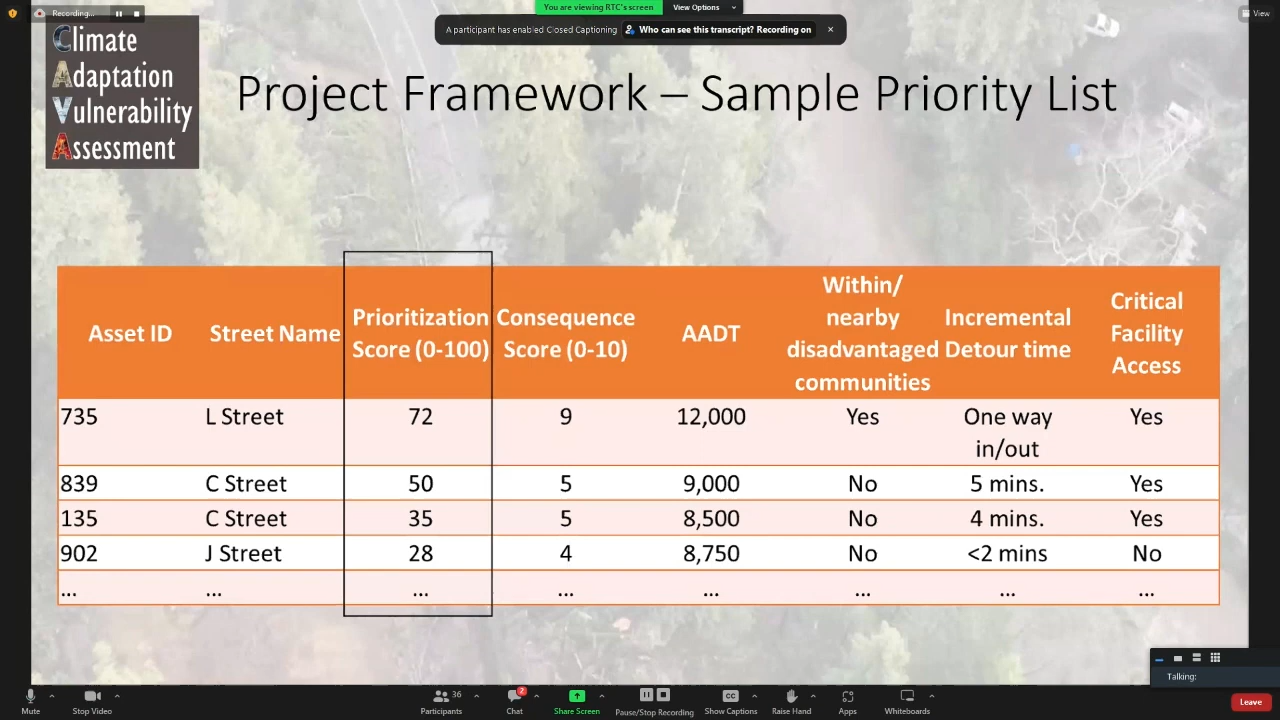 Recording...
You are viewing RTC's screen
View Options
View
A participant has enabled Closed Captioning
Who can see this transcript? Recording on
Climate
Adaptation
Vulnerability
Assessment
Project Framework – Sample Priority List
Asset ID
Street Name
Prioritization
Score (0-100)
Consequence
Score (0-10)
AADT
Within/
nearby
disadvantaged
communities
Incremental
Detour time
Critical
Facility
Access
735 L Street 72 9 12,000 Yes One way Yes
in/out
839 C Street 50 5 9,000 No 5 mins. Yes
135 C Street 35 5 8,500 No 4 mins. Yes
902 J Street 28 4 8,750 No <2 mins No
... ... ... ... ... ... ... ...
Talking:
36
2
CC
Mute
Stop Video
Participants
Chat
Share Screen
Pause/Stop Recording
Show Captions
Raise Hand
Apps
Whiteboards
Leave